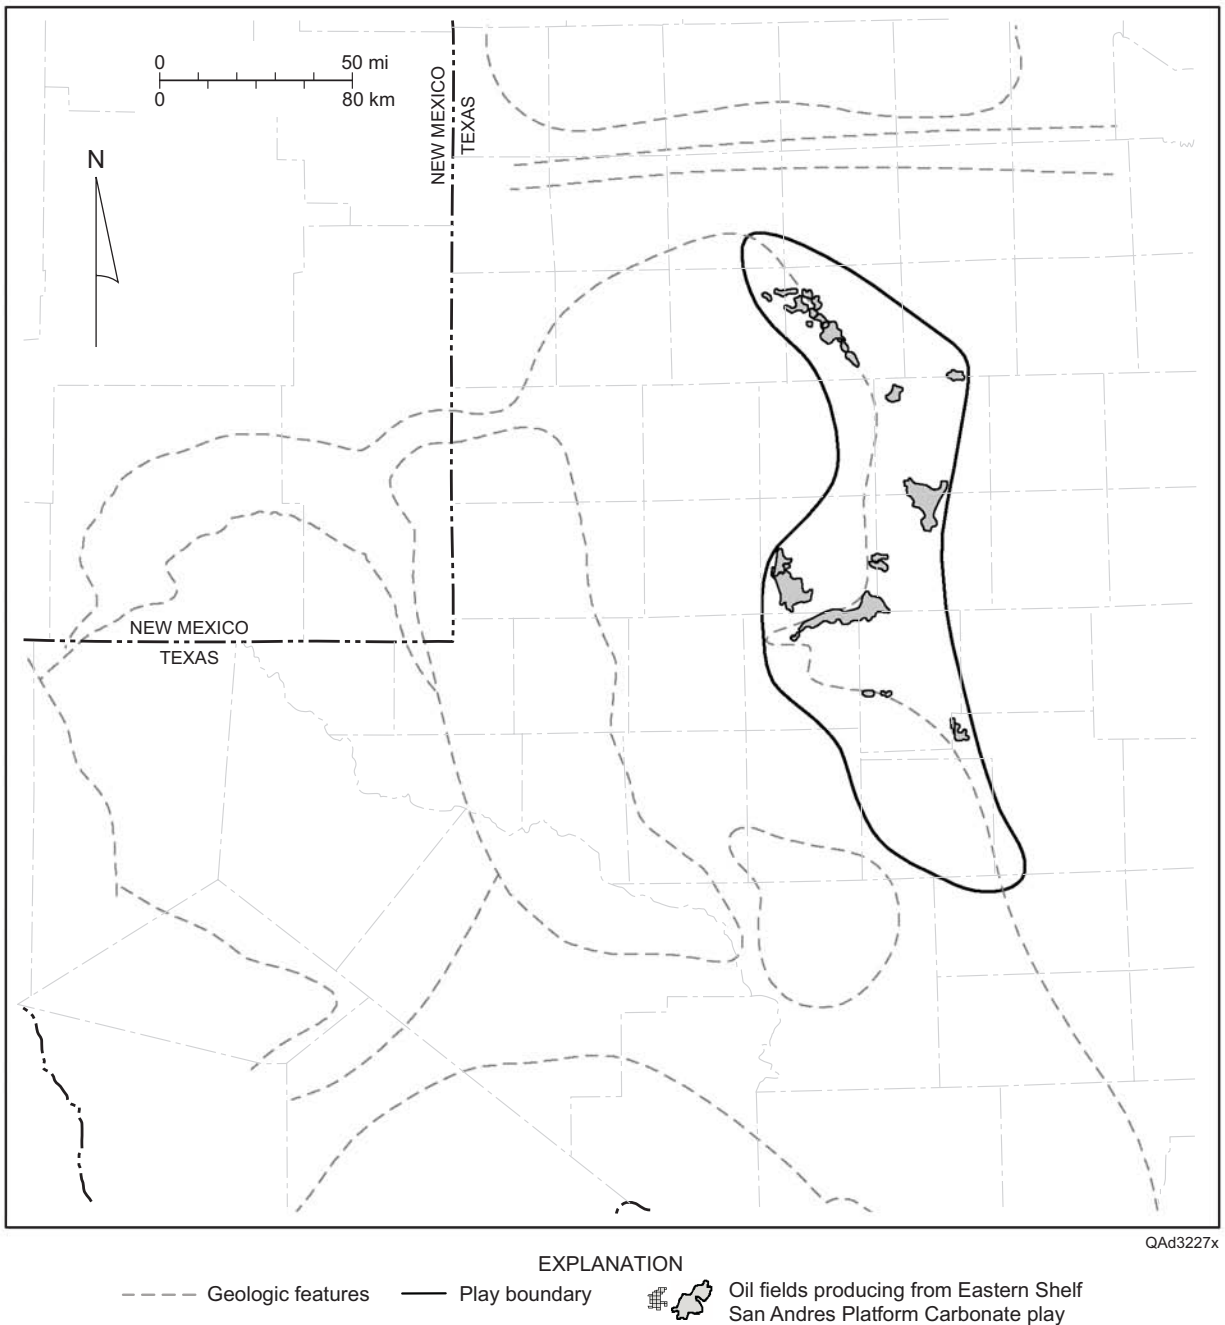 0 50 mi
0 80 km
NEW MEXICO
TEXAS
N
NEW MEXICO
TEXAS
QAd3227x
EXPLANATION
Geologic features
Play boundary
Oil fields producing from Eastern Shelf
San Andres Platform Carbonate play